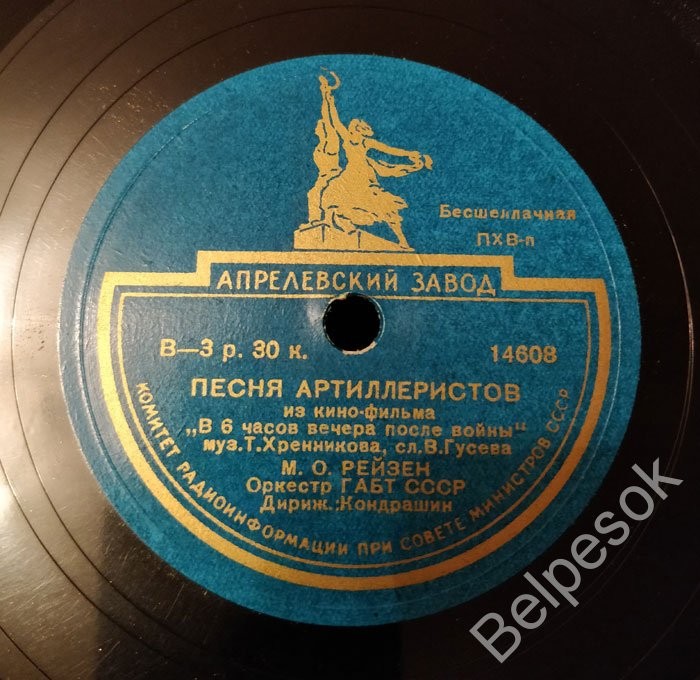 Бесшеллачная
ПХВ-п
АПРЕЛЕВСКИЙ ЗАВОД
В—3 р. 30 к.
14608
ПЕСНЯ АРТИЛЛЕРИСТОВ
из кино-фильма
„В 6 часов вечера после войны"
муз.Т.Хренникова, сл.В.Гусева
М. О. РЕЙЗЕН
Оркестр ГАБТ СССР
Дириж.:Кондрашин
КОМИТЕТ РАДИОИНФОРМАЦИИ ПРИ СОВЕТЕ МИНИСТРОВ СССР
Belpesok